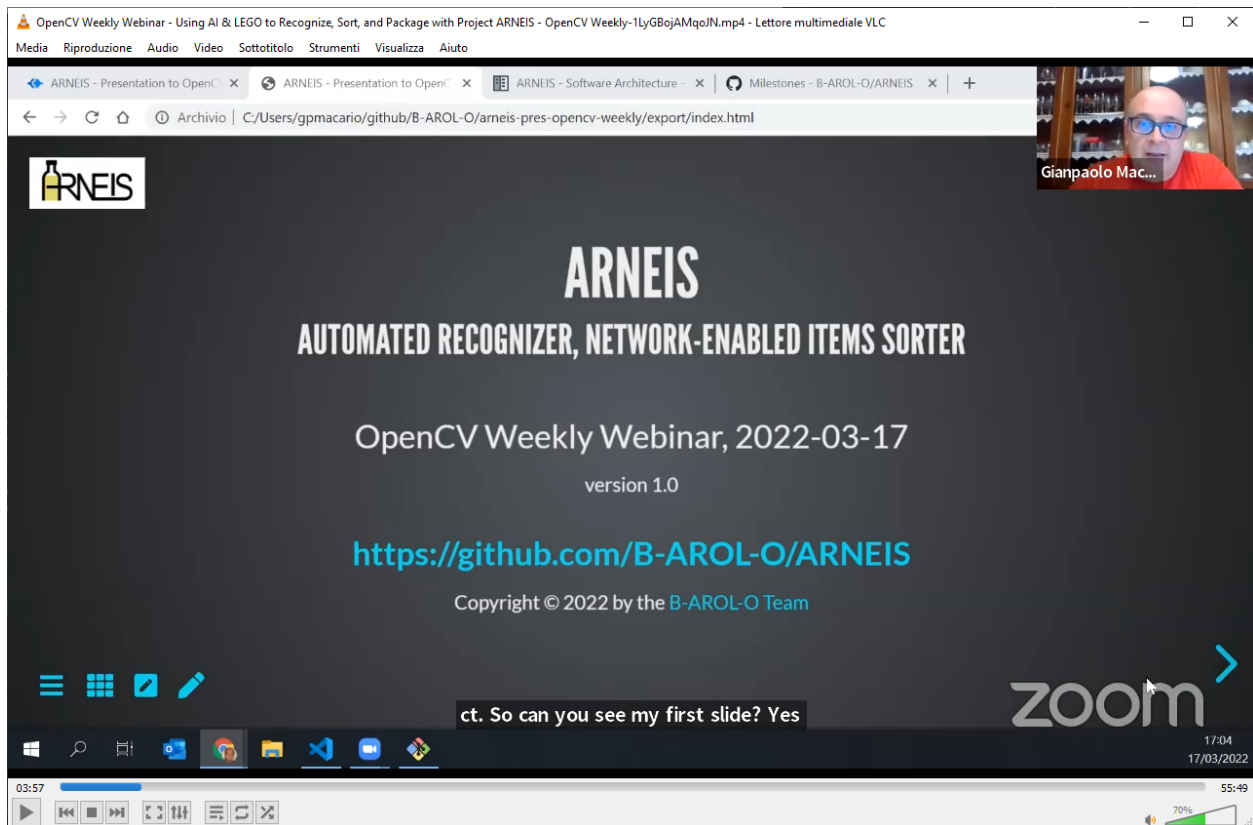 OpenCV Weekly Webinar - Using AI & LEGO to Recognize, Sort, and Package with Project ARNEIS - OpenCV Weekly-1LyGBojAMqoJN.mp4 - Lettore multimediale VLC
Media Riproduzione Audio Video Sottotitolo Strumenti Visualizza Aiuto
ARNEIS - Presentation to OpenC
ARNEIS - Presentation to OpenC
ARNEIS - Software Architecture -
Milestones - B-AROL-O/ARNEIS
Archivio C:/Users/gpmacario/github/B-AROL-O/arneis-pres-opencv-weekly/export/index.html
Gianpaolo Mac...
ARNEIS
ARNEIS
AUTOMATED RECOGNIZER, NETWORK-ENABLED ITEMS SORTER
OpenCV Weekly Webinar, 2022-03-17
version 1.0
https://github.com/B-AROL-O/ARNEIS
Copyright © 2022 by the B-AROL-O Team
zoom
ct. So can you see my first slide? Yes
17:04
17/03/2022
03:57
55:49
70%